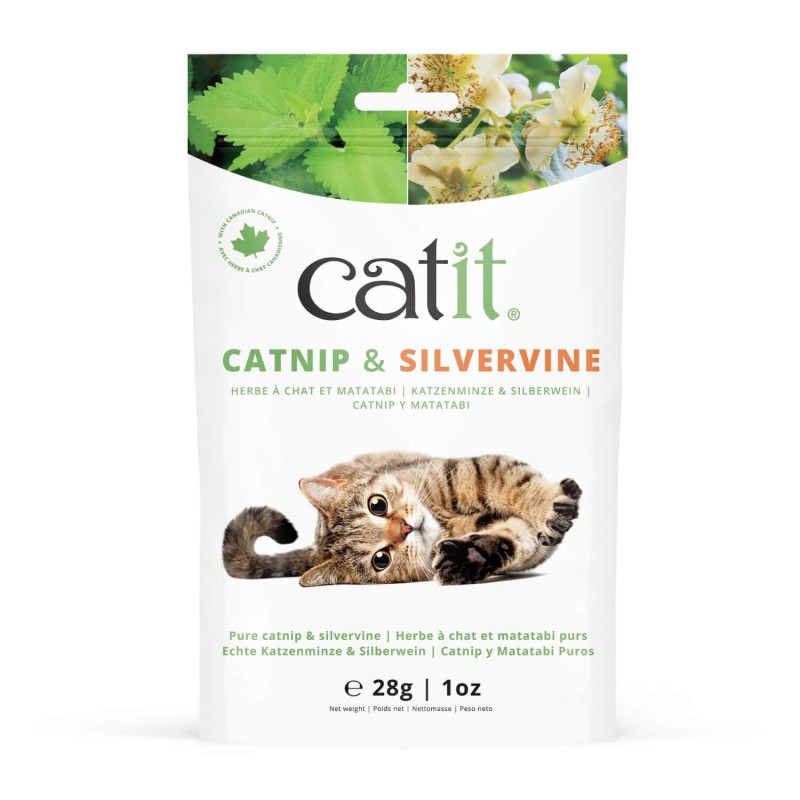 • WITH CANADIAN CATNIP •
AVEC HERBE À CHAT CANADIENNE
catit®
CATNIP & SILVERVINE
HERBE À CHAT ET MATATABI | KATZENMINZE & SILBERWEIN |
CATNIP Y MATATABI
Pure catnip & silvervine | Herbe à chat et matatabi purs
Echte Katzenminze & Silberwein | Catnip y Matatabi Puros
℮ 28g | 1oz
Net weight | Poids net | Nettomasse | Peso neto